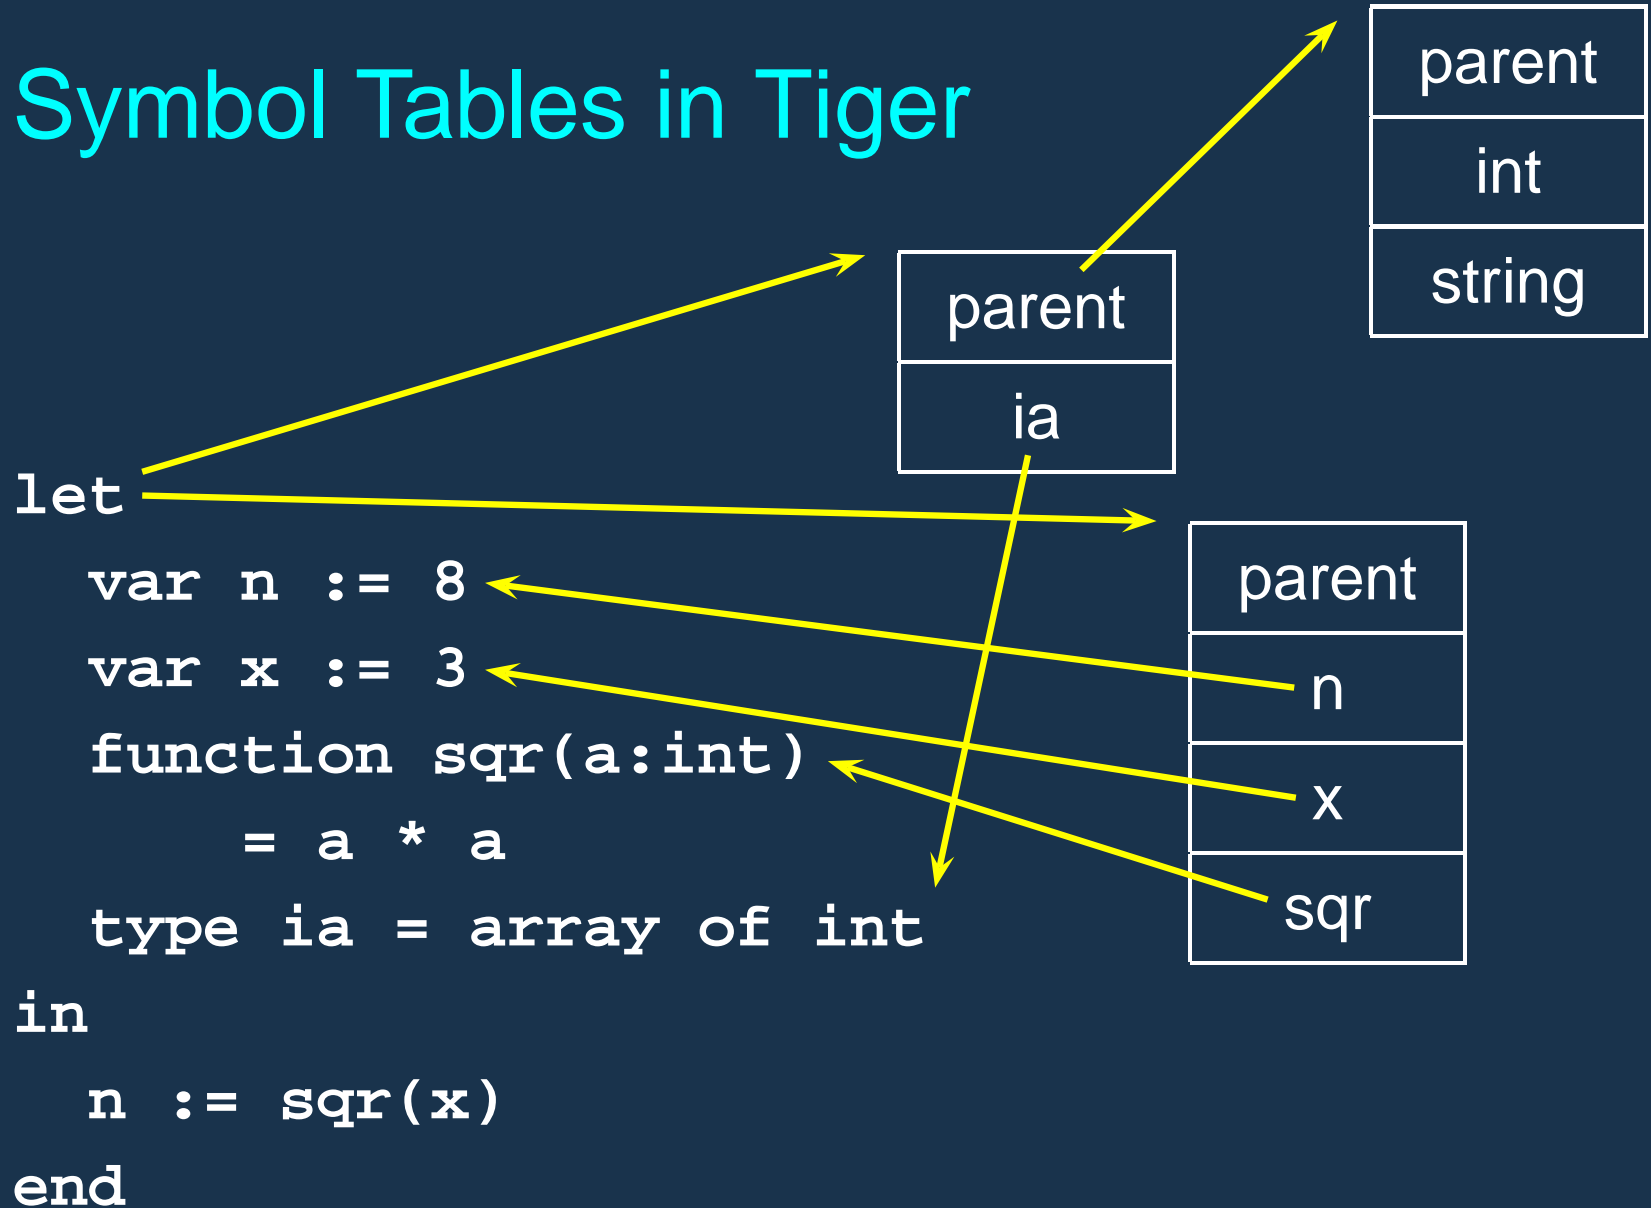 Symbol Tables in Tiger
parent
int
string
parent
ia
let
var n := 8
var x := 3
function sqr(a:int)
= a * a
type ia = array of int
in
n := sqr(x)
end
parent
n
x
sqr